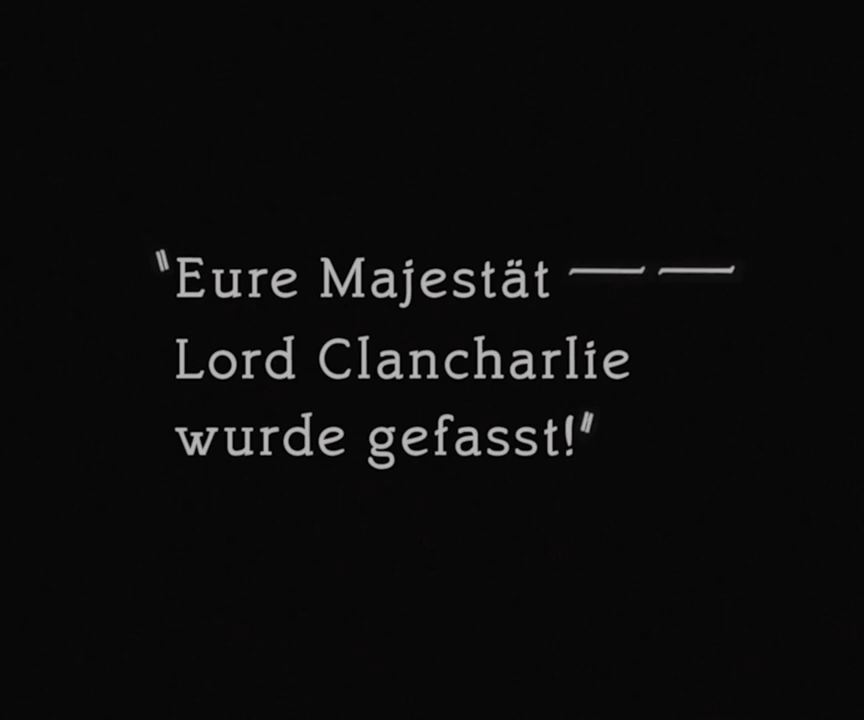 "Eure Majestät — —
Lord Clancharlie
wurde gefasst!"